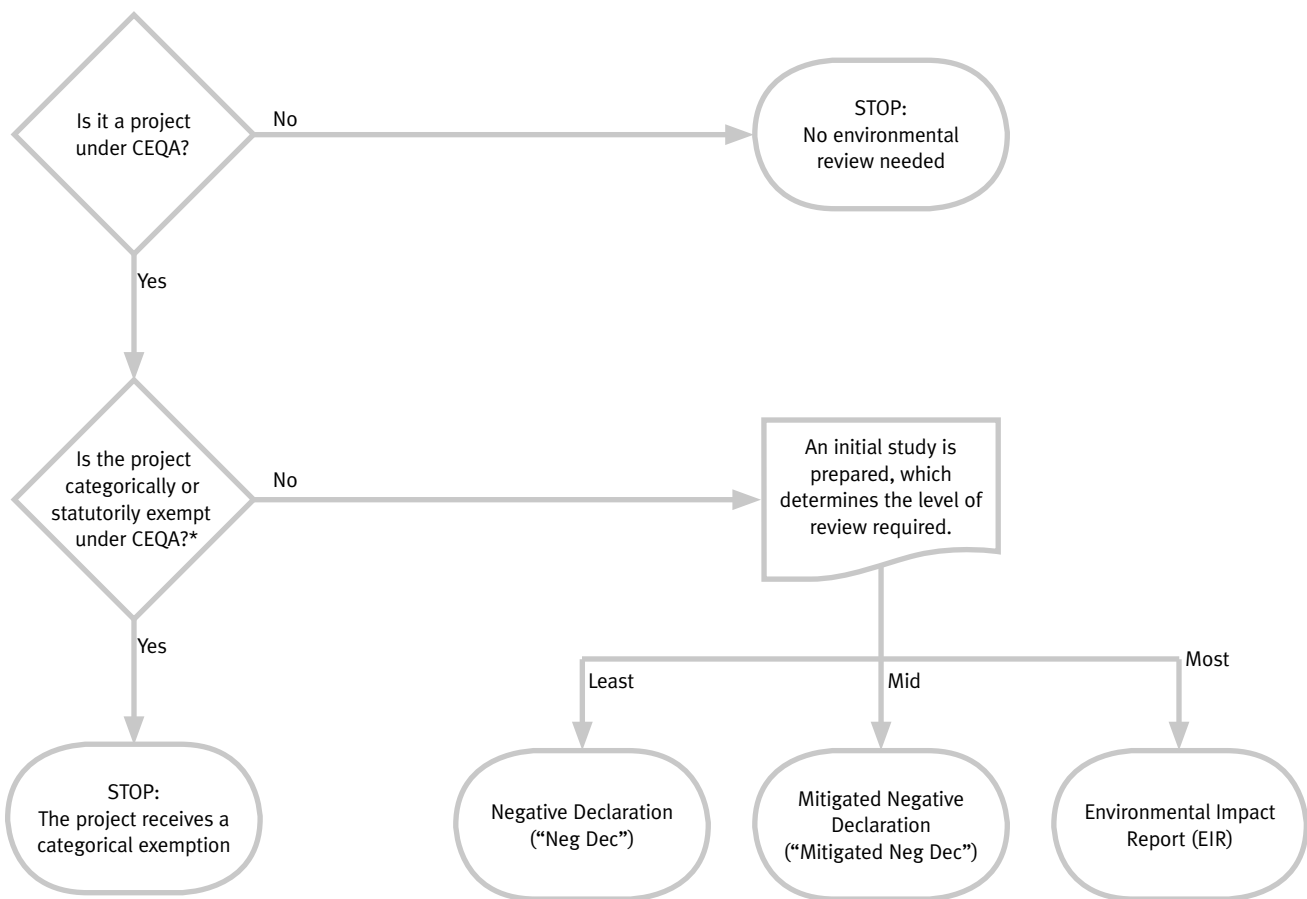 Is it a project
under CEQA?
No
STOP:
No environmental
review needed
Yes
Is the project
categorically or
statutorily exempt
under CEQA?*
No
An initial study is
prepared, which
determines the level of
review required.
Yes
Least
Mid
Most
STOP:
The project receives a
categorical exemption
Negative Declaration
(“Neg Dec”)
Mitigated Negative
Declaration
(“Mitigated Neg Dec”)
Environmental Impact
Report (EIR)